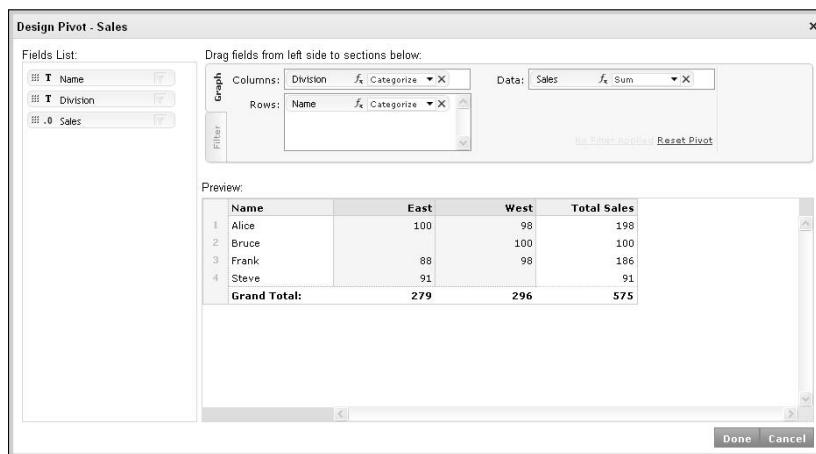 Design Pivot - Sales ×
Fields List:
T Name
T Division
.0 Sales
Drag fields from left side to sections below:
Graph
Filter
Columns: Division fx Categorize
Data: Sales fx Sum
Rows: Name fx Categorize
No Filter Applied Reset Pivot
Preview:
Name East West Total Sales
1 Alice 100 98 198
2 Bruce 100 100
3 Frank 88 98 186
4 Steve 91 91
Grand Total: 279 296 575
Done Cancel